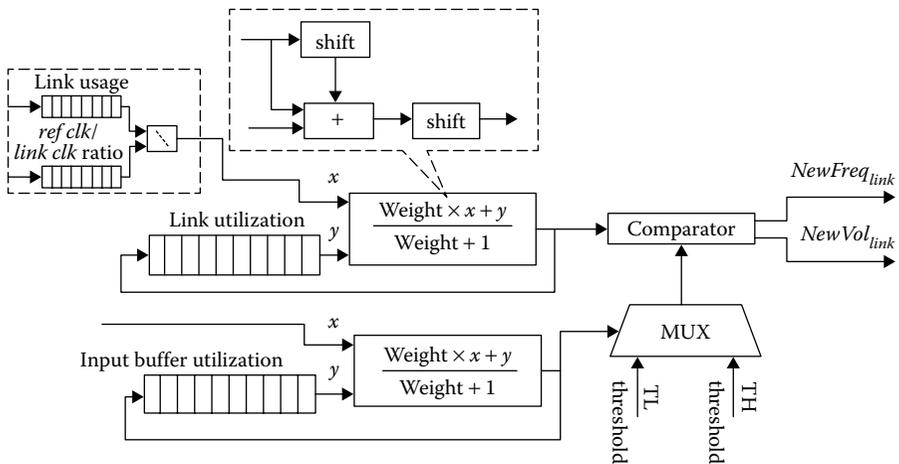 shift
+
shift
Link usage
ref clk/
link clk ratio
x
Link utilization
y
Weight × x + y
Weight + 1
Comparator
NewFreq_link
NewVol_link
x
Input buffer utilization
y
Weight × x + y
Weight + 1
MUX
TL
threshold
TH
threshold